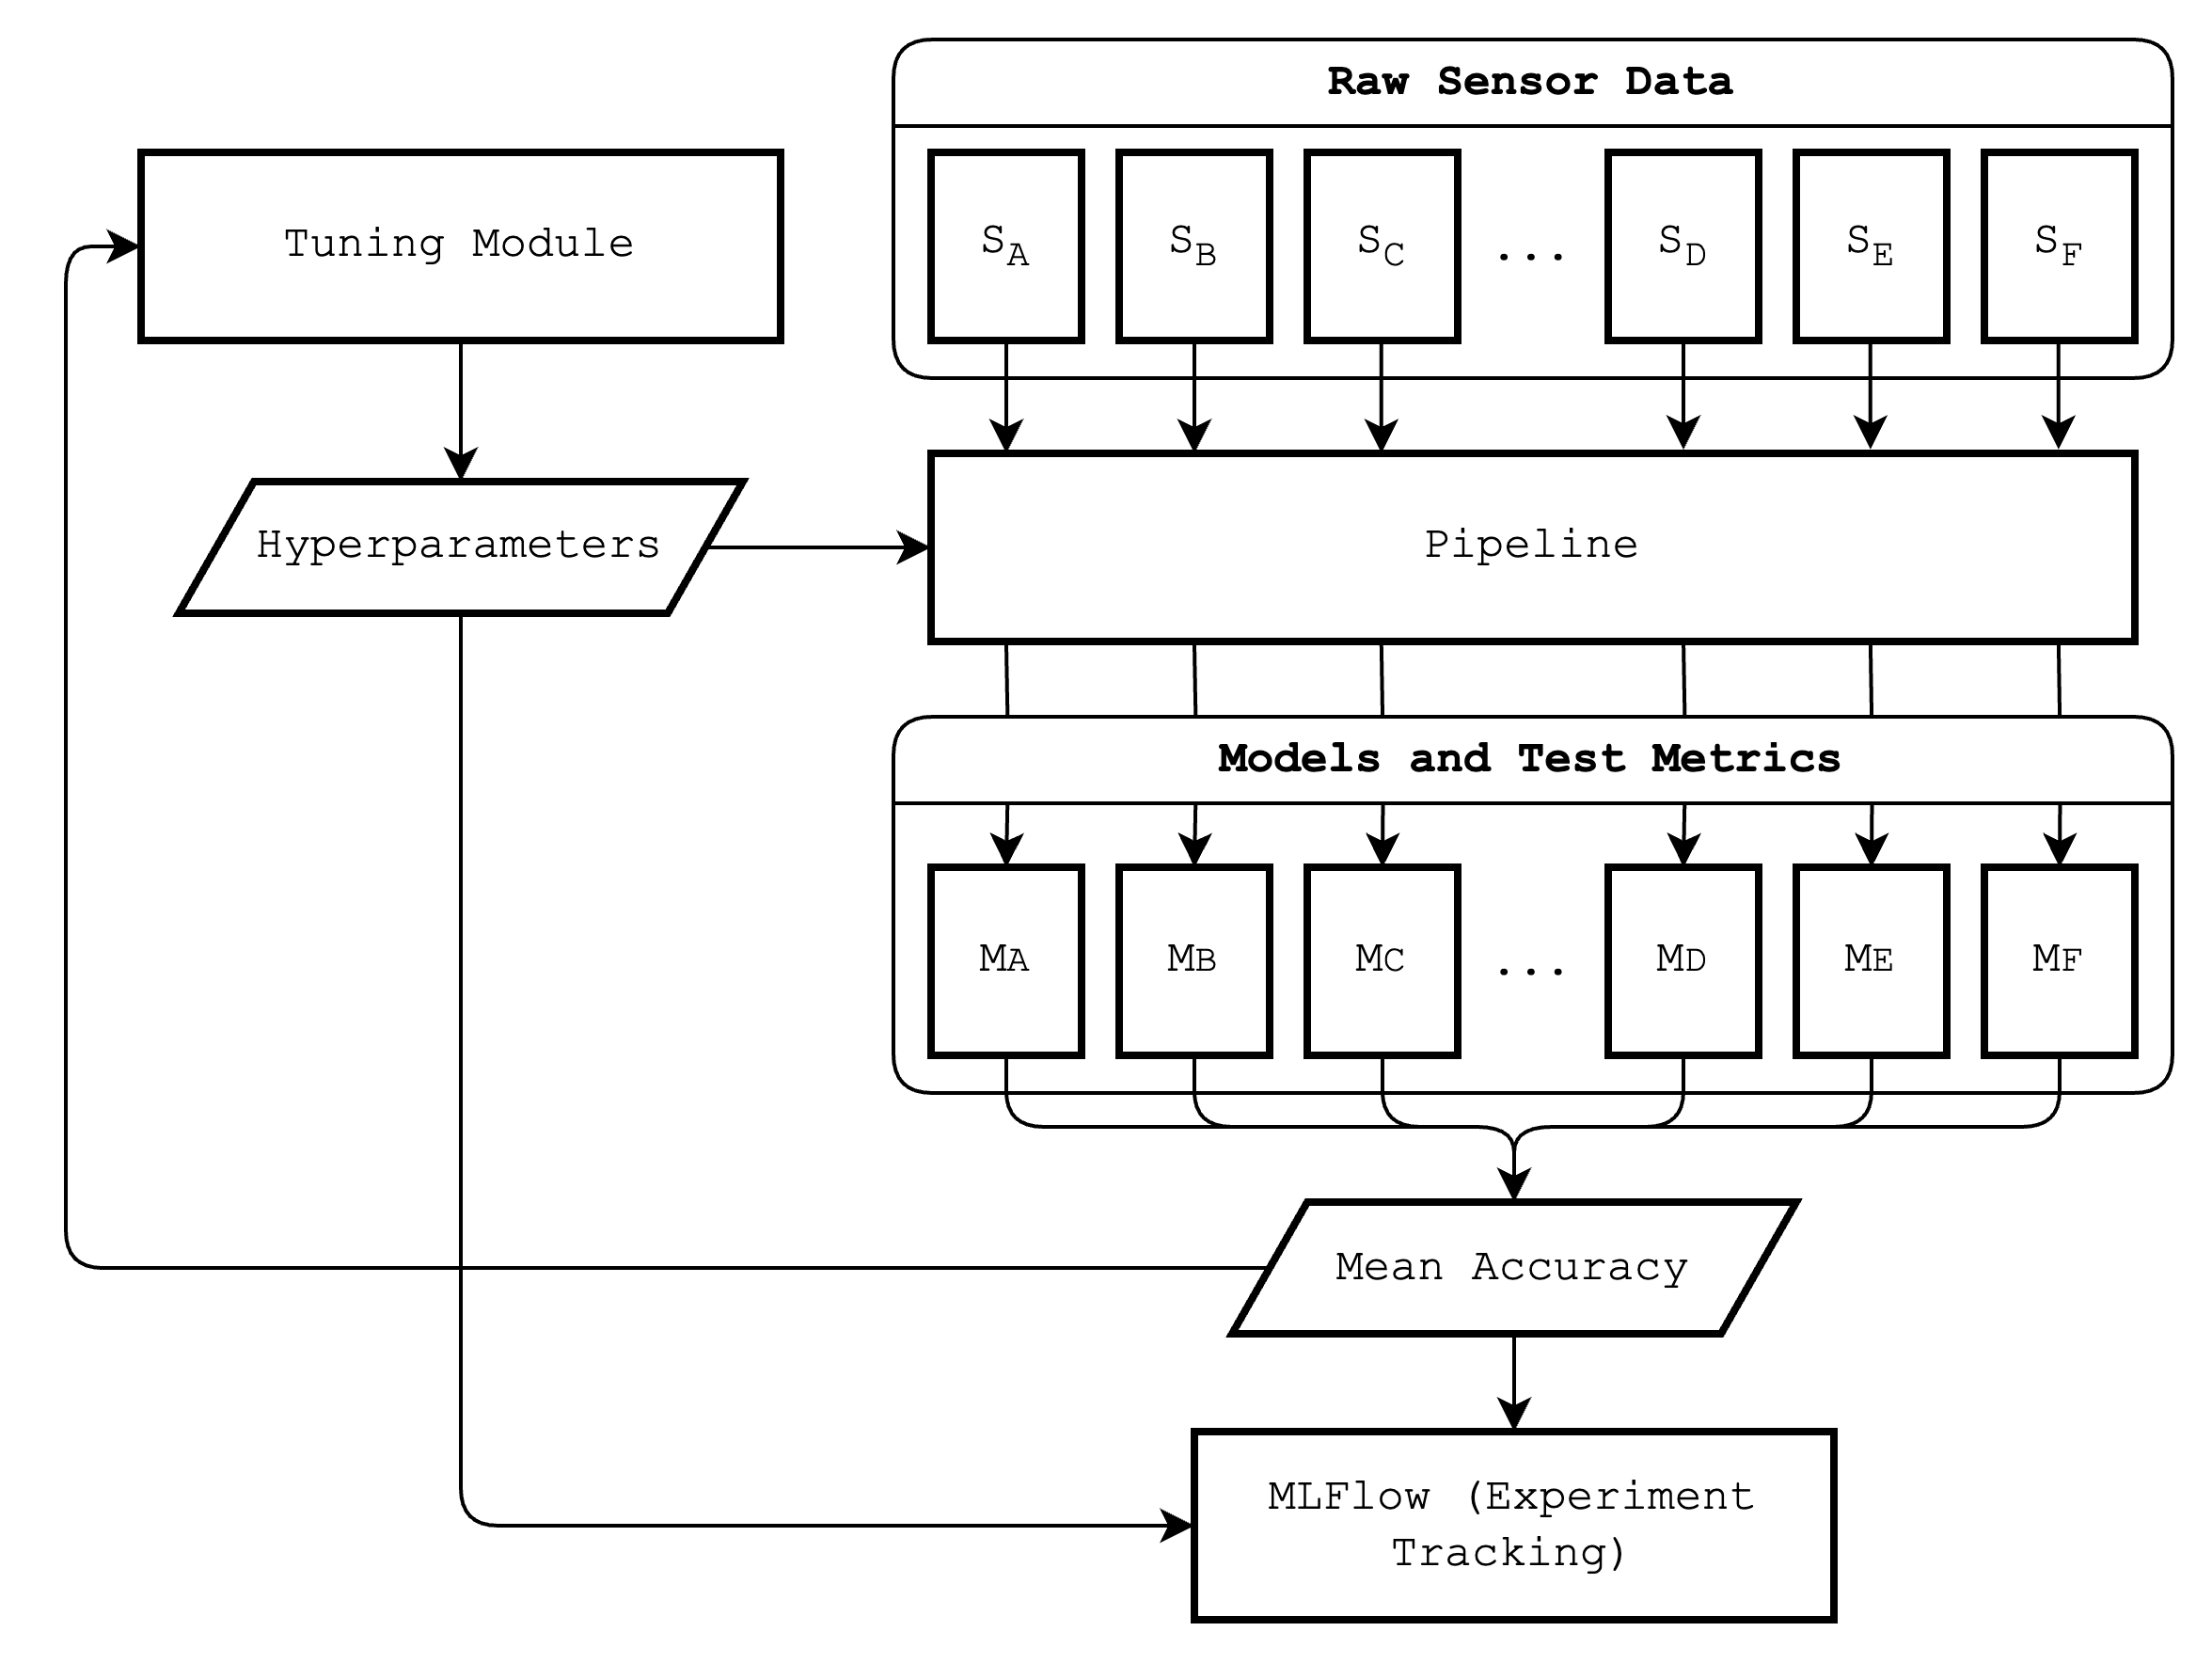 Raw Sensor Data
Tuning Module
S_A S_B S_C ... S_D S_E S_F
Hyperparameters
Pipeline
Models and Test Metrics
MA MB MC ... MD ME MF
Mean Accuracy
MLFlow (Experiment
Tracking)